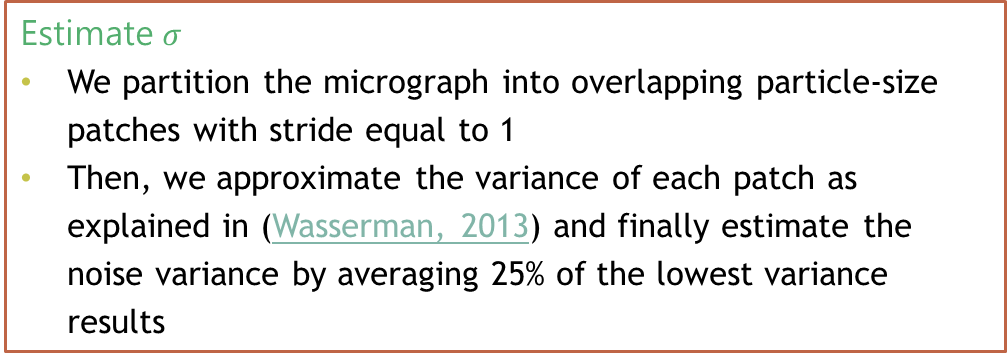 Estimate σ
• We partition the micrograph into overlapping particle-size
patches with stride equal to 1
• Then, we approximate the variance of each patch as
explained in (Wasserman, 2013) and finally estimate the
noise variance by averaging 25% of the lowest variance
results